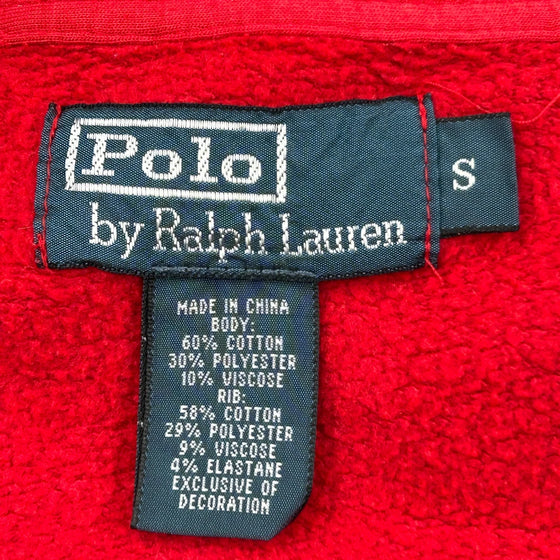 Polo
by Ralph Lauren
S
MADE IN CHINA
BODY:
60% COTTON
30% POLYESTER
10% VISCOSE
RIB:
58% COTTON
29% POLYESTER
9% VISCOSE
4% ELASTANE
EXCLUSIVE OF
DECORATION